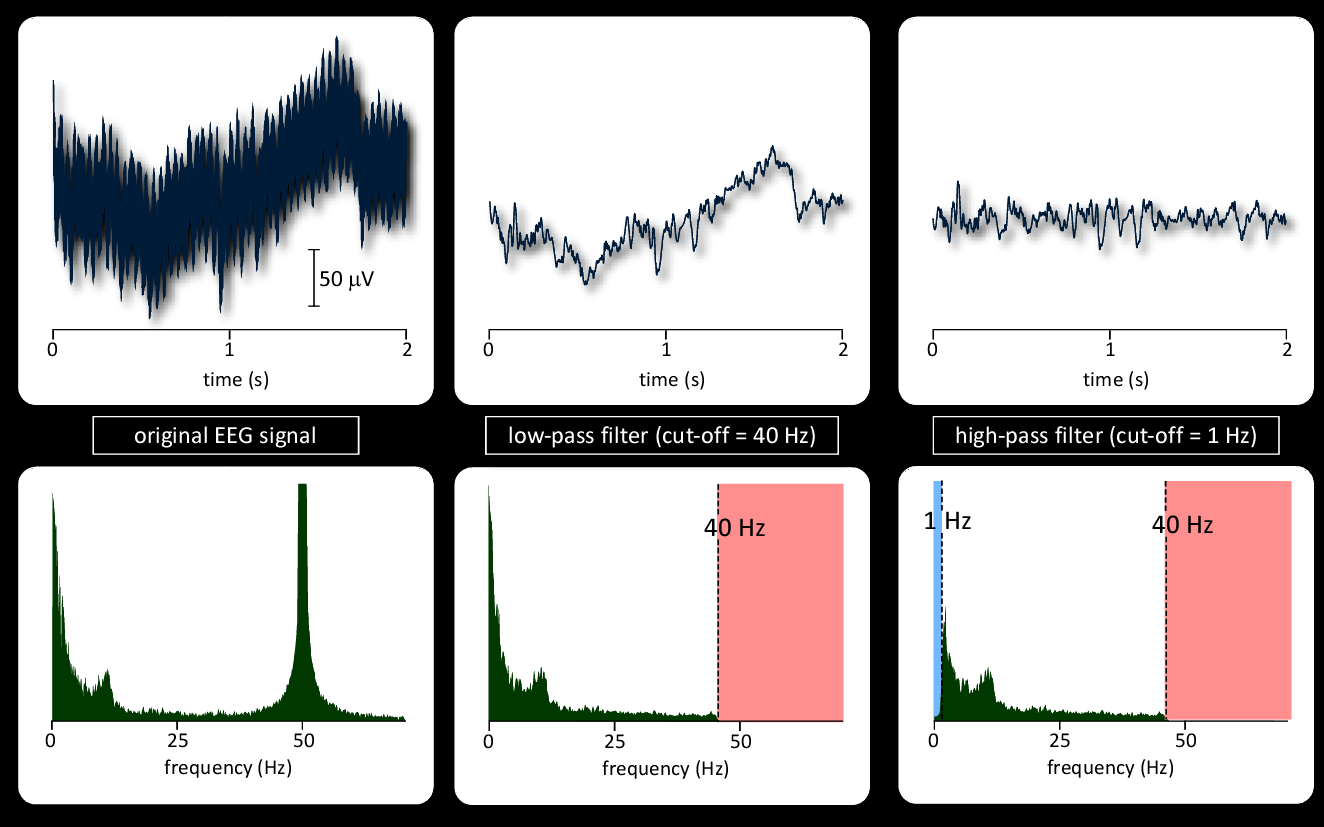 50 μV
0 1 2
time (s)
0 1 2
time (s)
0 1 2
time (s)
original EEG signal
low-pass filter (cut-off = 40 Hz)
high-pass filter (cut-off = 1 Hz)
0 25 50
frequency (Hz)
40 Hz
0 25 50
frequency (Hz)
1 Hz
40 Hz
0 25 50
frequency (Hz)